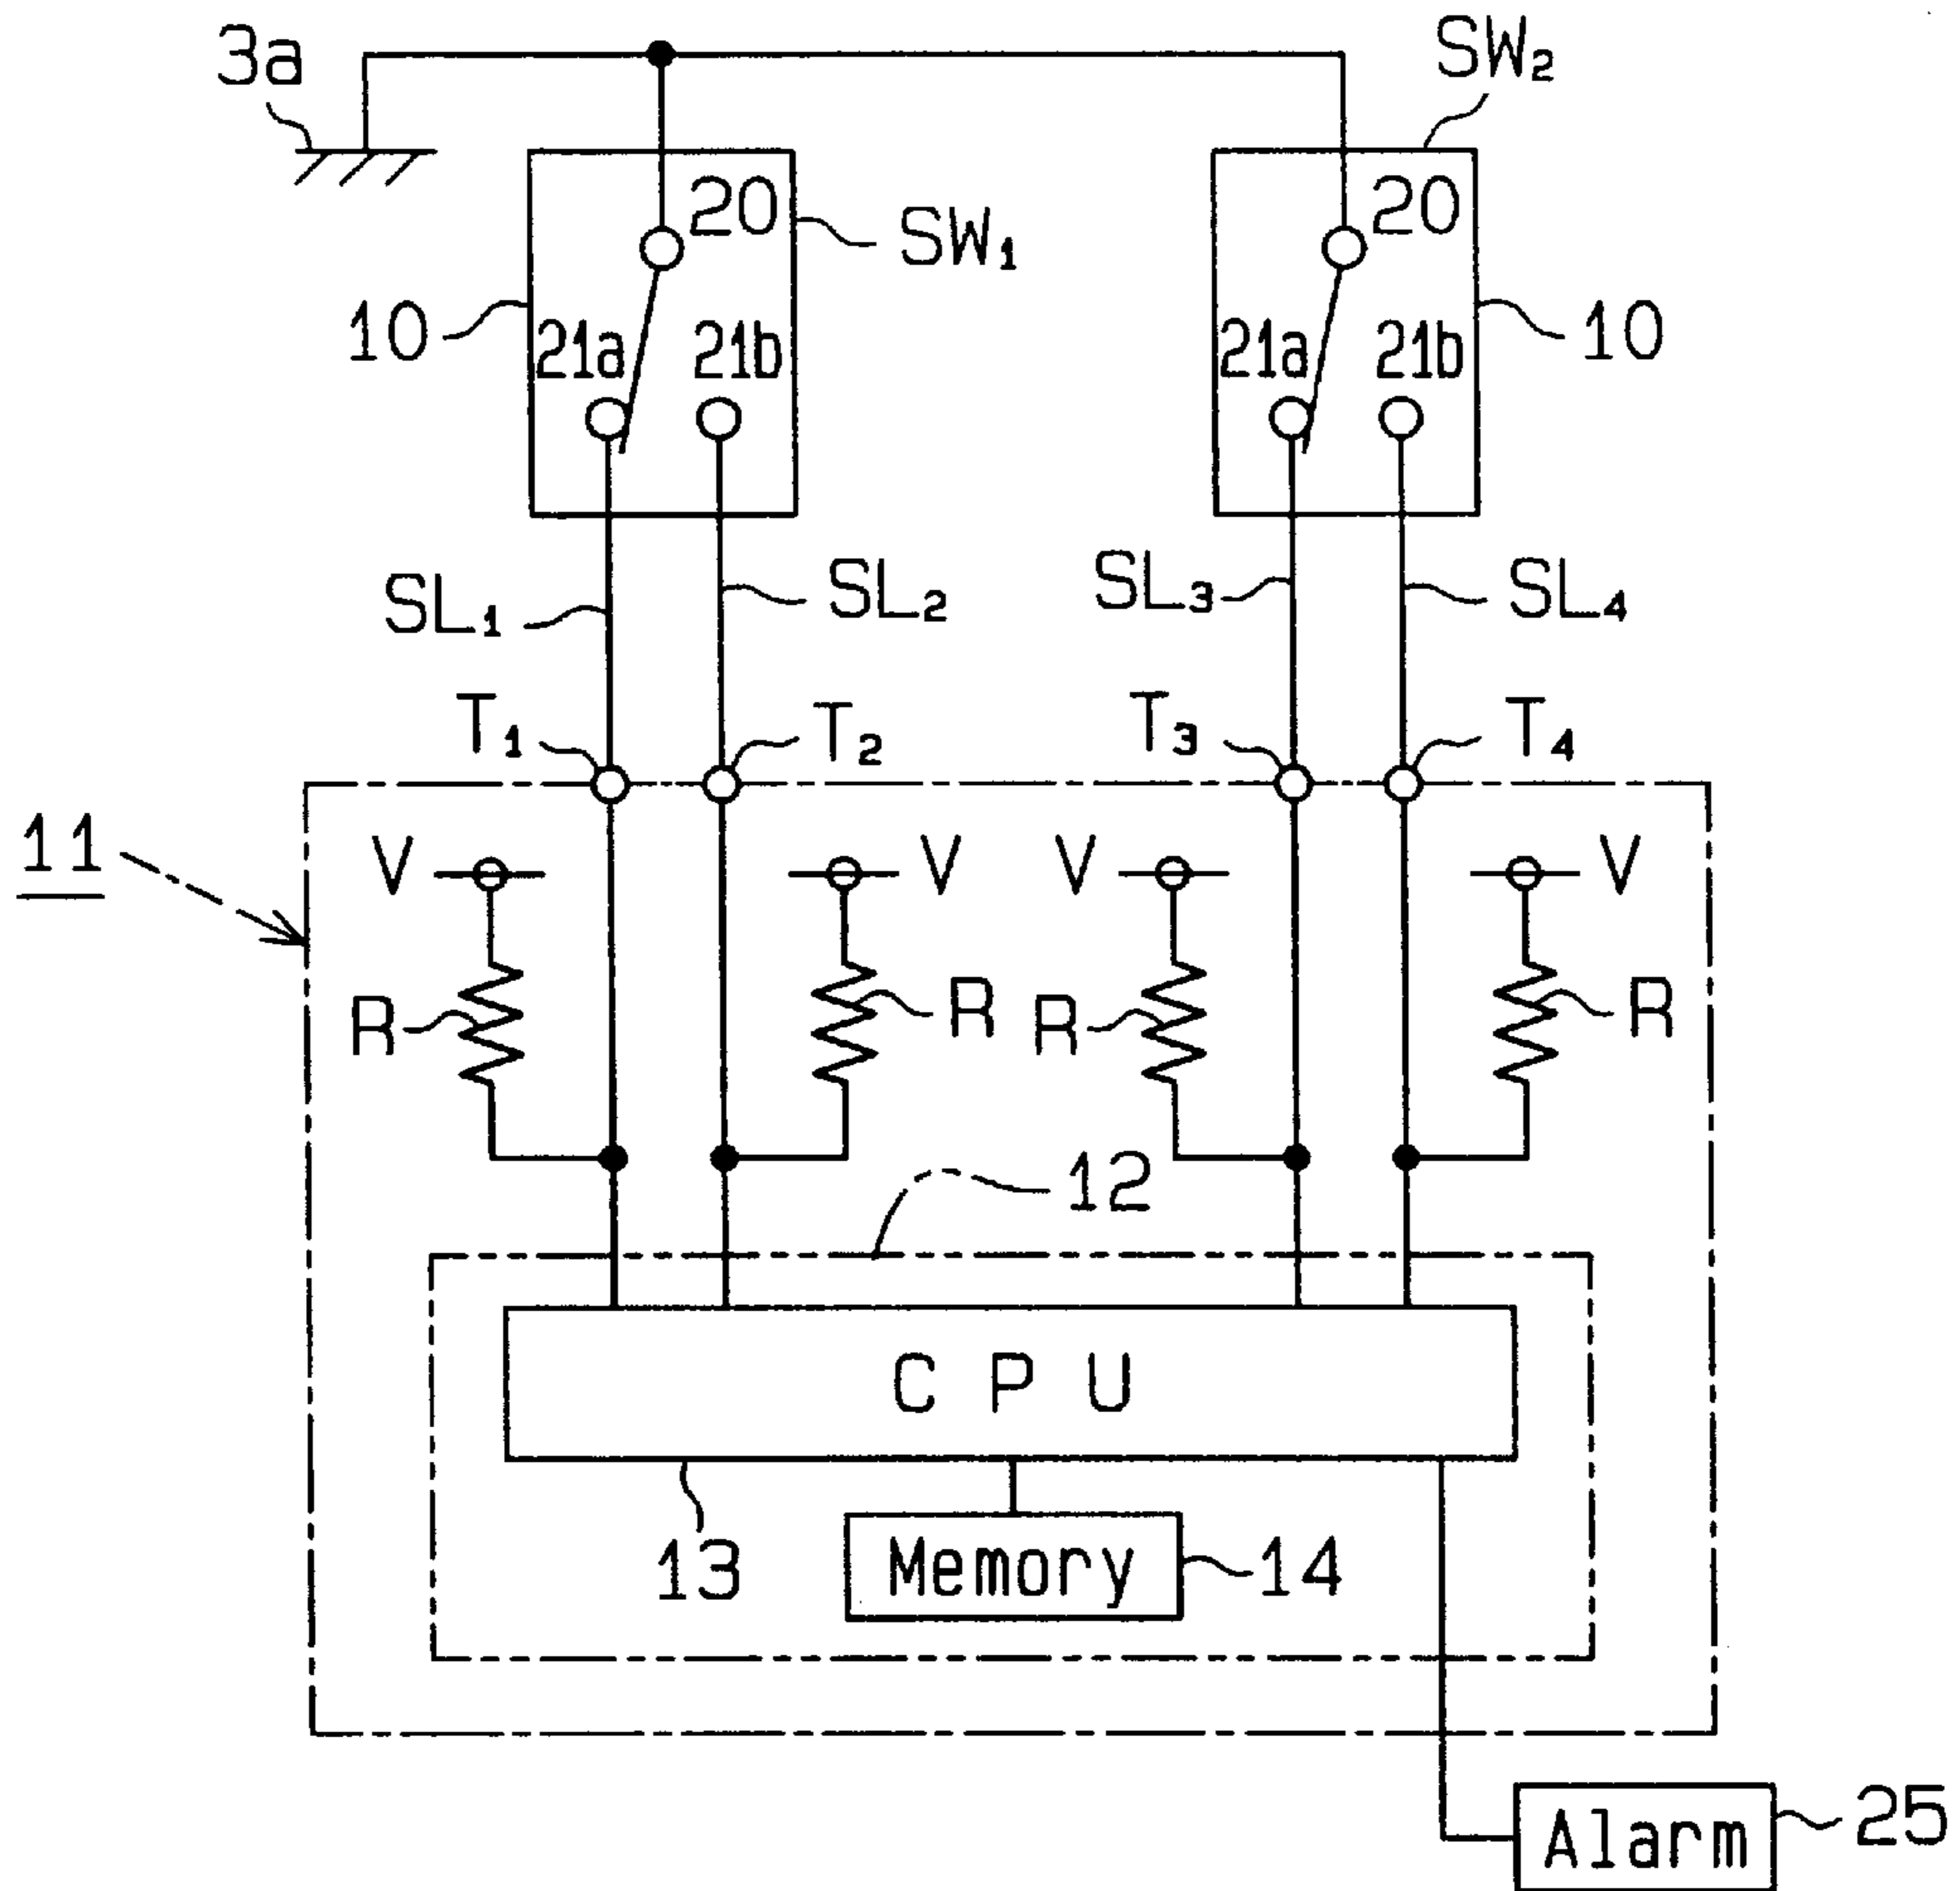 3a
SW₂
20
SW₁
20
10
21a
21b
21a
21b
10
SL₁
SL₂
SL₃
SL₄
T₁
T₂
T₃
T₄
11
V
V
V
V
R
R
R
R
12
C P U
13
Memory
14
Alarm
25